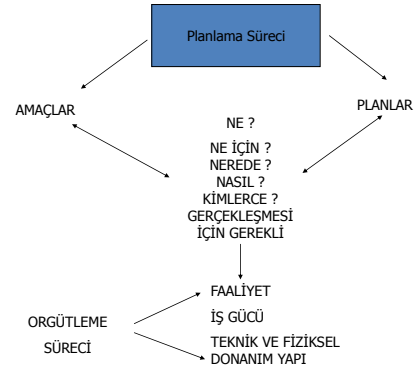 Planlama Süreci
AMAÇLAR
PLANLAR
NE ?
NE İÇİN ?
NEREDE ?
NASIL ?
KİMLERCE ?
GERÇEKLEŞMESİ
İÇİN GEREKLİ
FAALİYET
İŞ GÜCÜ
TEKNİK VE FİZİKSEL
DONANIM YAPI
ORGÜTLEME
SÜRECİ